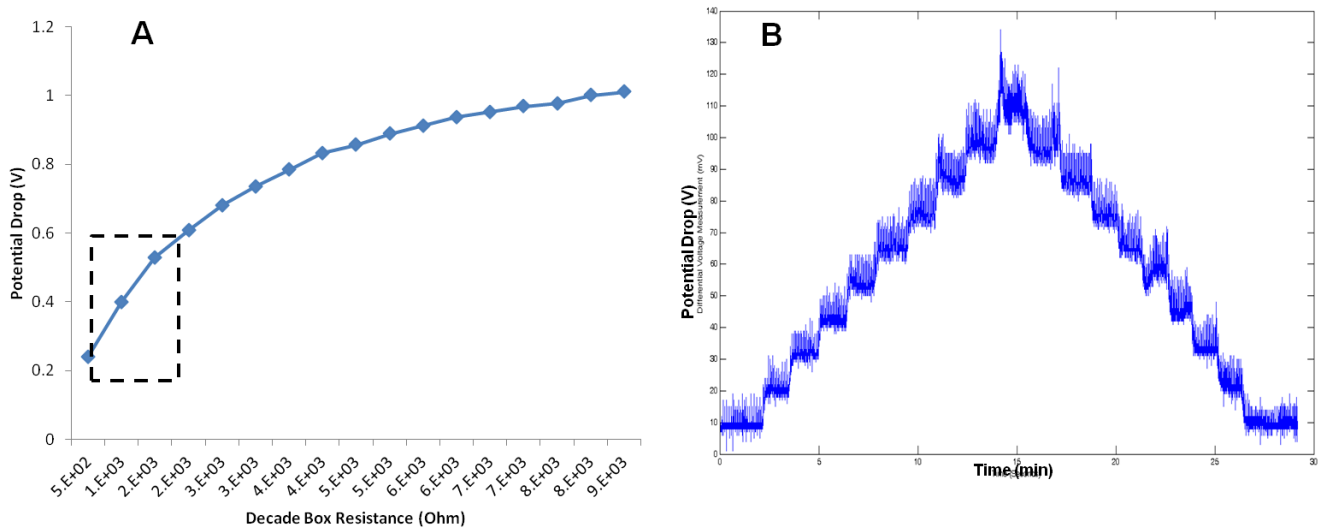 A
1.2
1
0.8
0.6
0.4
0.2
0
Potential Drop (V)
5.E+02
1.E+03
2.E+03
2.E+03
3.E+03
3.E+03
4.E+03
4.E+03
5.E+03
5.E+03
6.E+03
6.E+03
7.E+03
7.E+03
8.E+03
8.E+03
9.E+03
Decade Box Resistance (Ohm)
B
140
130
120
110
100
90
80
70
60
50
40
30
20
10
0
Potential Drop (V)
Differential Voltage Measurement (mV)
0
5
10
15
20
25
30
Time (min)